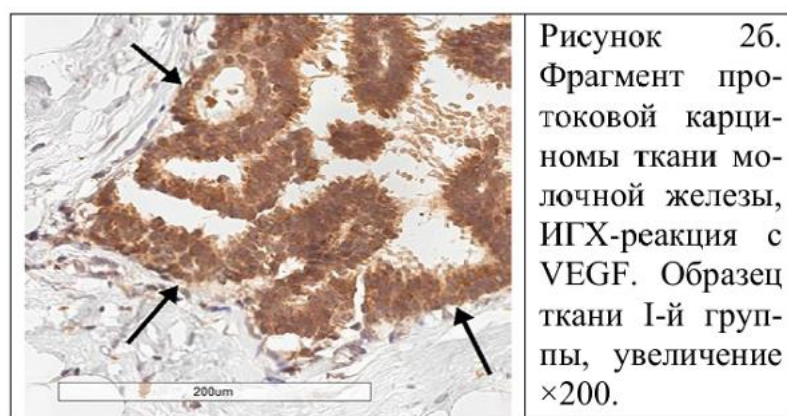 Рисунок 2б.
Фрагмент про-
токовой карци-
номы ткани мо-
лочной железы,
ИГХ-реакция с
VEGF. Образец
ткани I-й груп-
пы, увеличение
×200.
200um